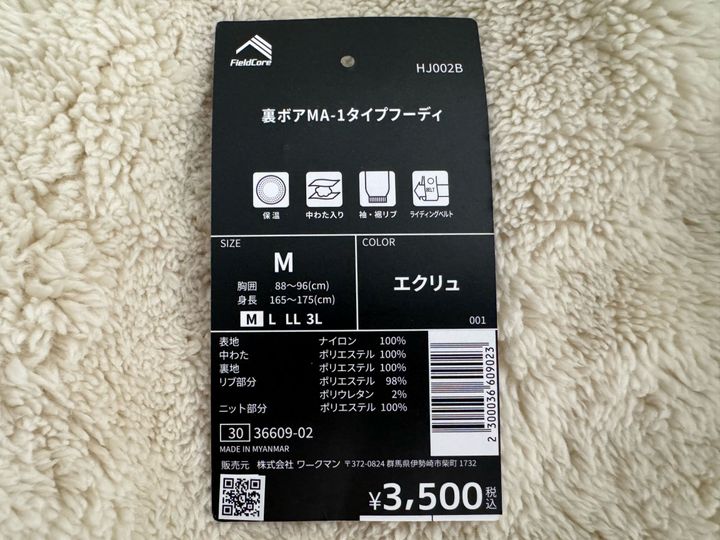 FieldCore
HJ002B
裏ボアMA-1タイプフーディ
保温 中わた入り 袖・裾リブ ライディングベルト
BELT
SIZE
M
胸囲 88〜96(cm)
身長 165〜175(cm)
M L LL 3L
COLOR
エクリュ
001
表地 ナイロン 100%
中わた ポリエステル 100%
裏地 ポリエステル 100%
リブ部分 ポリエステル 98%
ポリウレタン 2%
ニット部分 ポリエステル 100%
30 36609-02
MADE IN MYANMAR
2 300036 609023
販売元 株式会社 ワークマン 〒372-0824 群馬県伊勢崎市柴町 1732
¥3,500税込